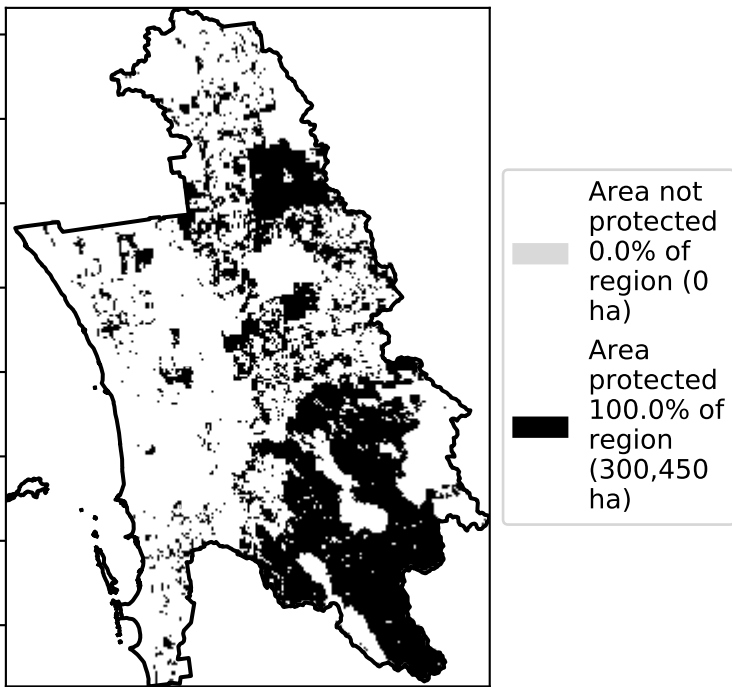 Area not
protected
0.0% of
region (0
ha)
Area
protected
100.0% of
region
(300,450
ha)